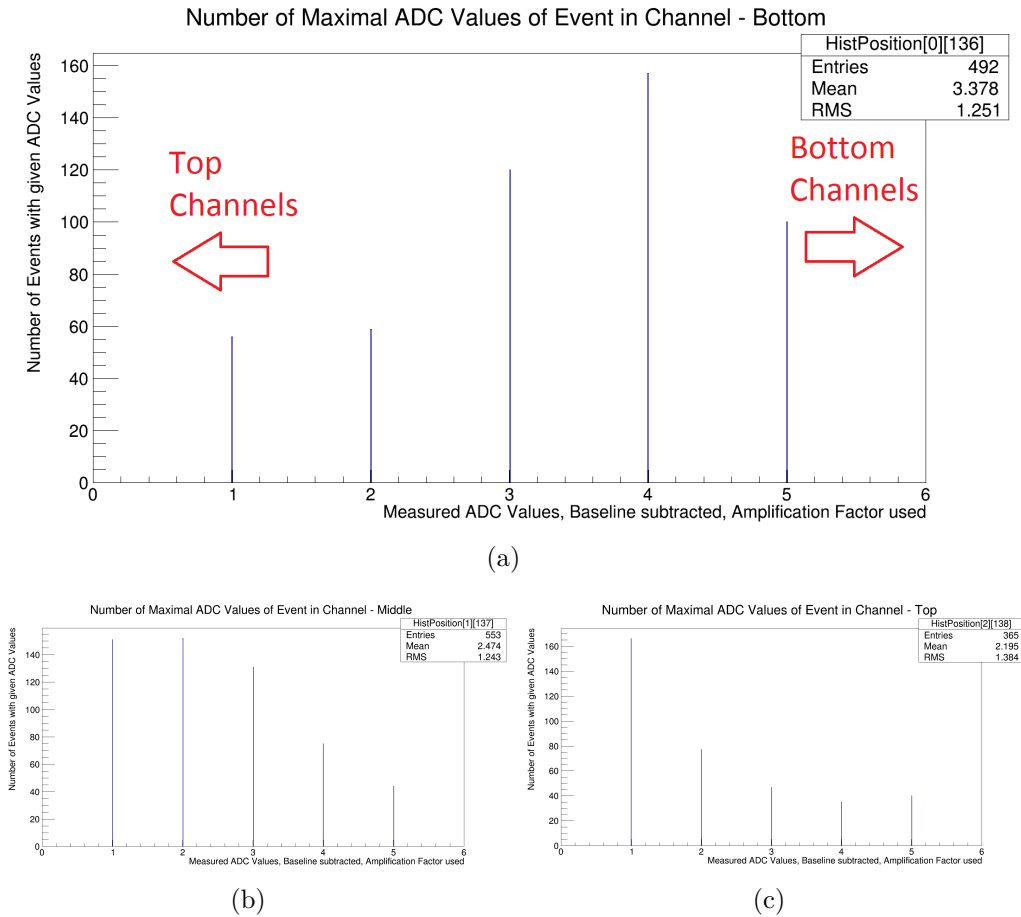 Number of Maximal ADC Values of Event in Channel - Bottom
HistPosition[0][136]
Entries 492
Mean 3.378
RMS 1.251
Number of Events with given ADC Values
160
140
120
100
80
60
40
20
0
Top
Channels
Bottom
Channels
0 1 2 3 4 5 6
Measured ADC Values, Baseline subtracted, Amplification Factor used
(a)
Number of Maximal ADC Values of Event in Channel - Middle
HistPosition[1][137]
Entries 553
Mean 2.474
RMS 1.243
Number of Events with given ADC Values
140
120
100
80
60
40
20
0
0 1 2 3 4 5 6
Measured ADC Values, Baseline subtracted, Amplification Factor used
(b)
Number of Maximal ADC Values of Event in Channel - Top
HistPosition[2][138]
Entries 365
Mean 2.195
RMS 1.384
Number of Events with given ADC Values
160
140
120
100
80
60
40
20
0
0 1 2 3 4 5 6
Measured ADC Values, Baseline subtracted, Amplification Factor used
(c)